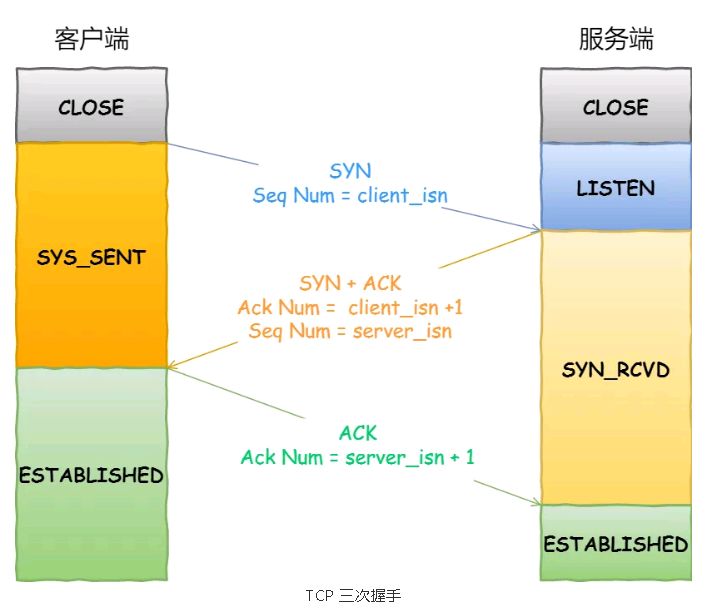 客户端
服务端
CLOSE
CLOSE
SYN
Seq Num = client_isn
LISTEN
SYS_SENT
SYN + ACK
Ack Num = client_isn +1
Seq Num = server_isn
SYN_RCVD
ACK
Ack Num = server_isn + 1
ESTABLISHED
ESTABLISHED
TCP 三次握手